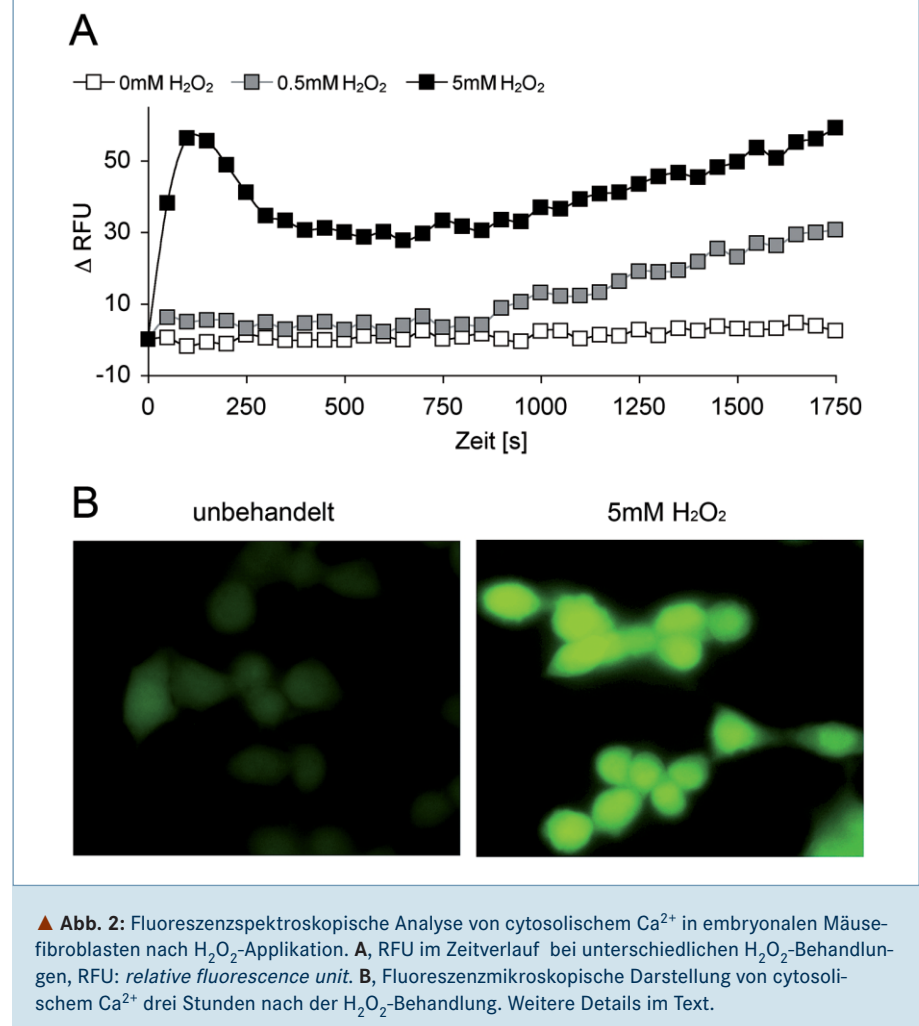 A
0mM H₂O₂ 0.5mM H₂O₂ 5mM H₂O₂
50
30
10
-10
Δ RFU
0 250 500 750 1000 1250 1500 1750
Zeit [s]
B
unbehandelt 5mM H₂O₂
▲ Abb. 2: Fluoreszenzspektroskopische Analyse von cytosolischem Ca²⁺ in embryonalen Mäuse-
fibroblasten nach H₂O₂-Applikation. A, RFU im Zeitverlauf bei unterschiedlichen H₂O₂-Behandlun-
gen, RFU: relative fluorescence unit. B, Fluoreszenzmikroskopische Darstellung von cytosoli-
schem Ca²⁺ drei Stunden nach der H₂O₂-Behandlung. Weitere Details im Text.